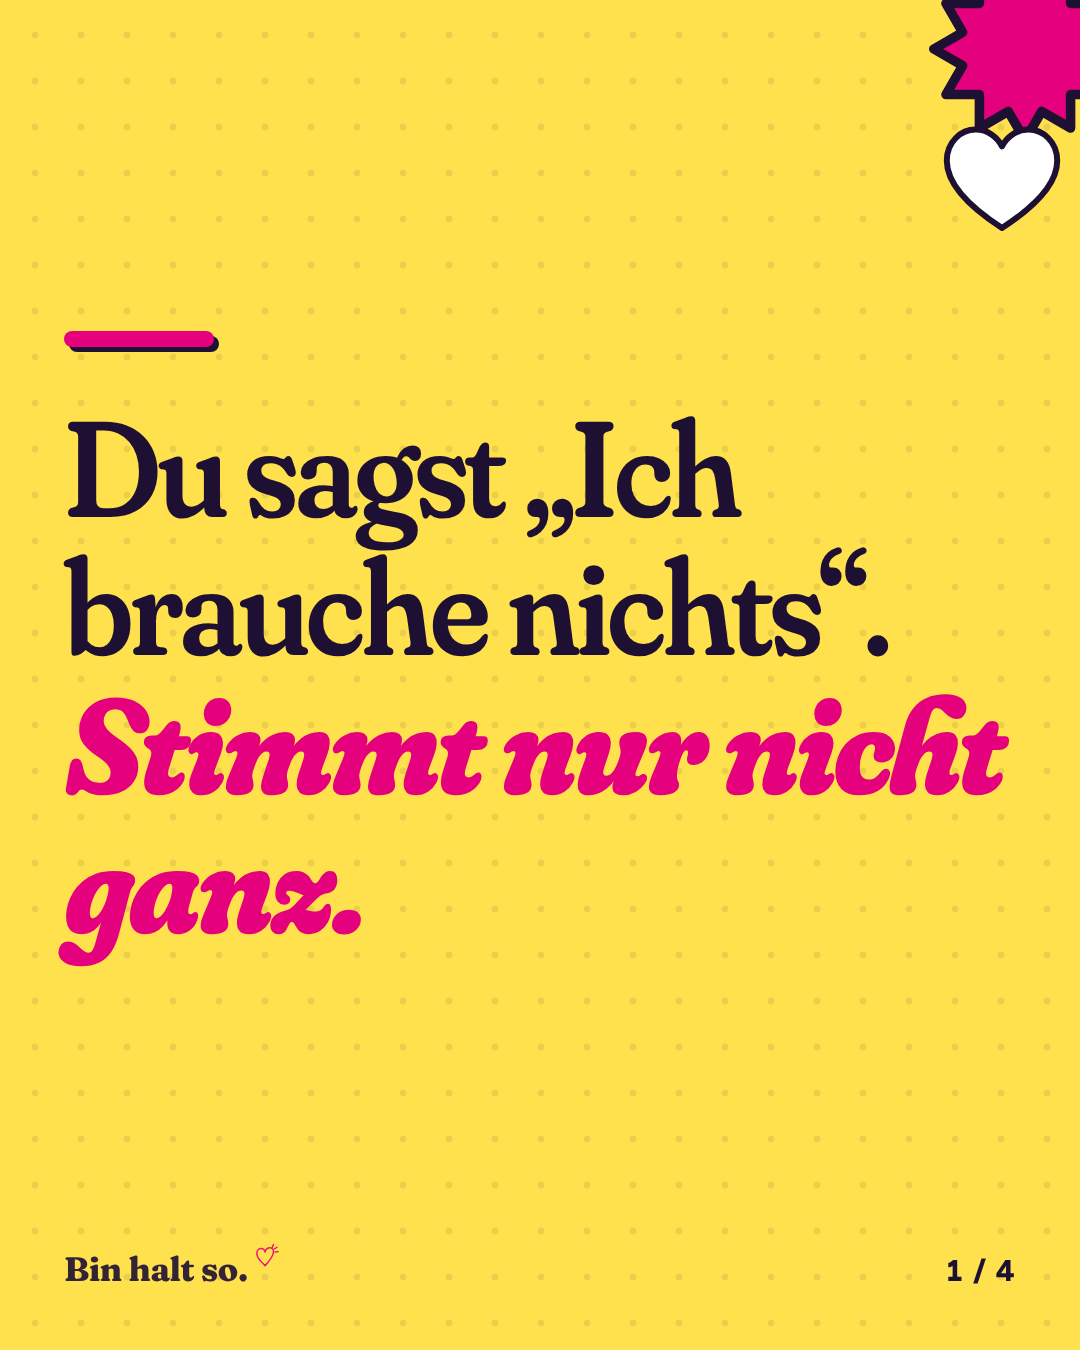 Du sagst „Ich
brauche nichts“.
Stimmt nur nicht
ganz.
Bin halt so.
1 / 4